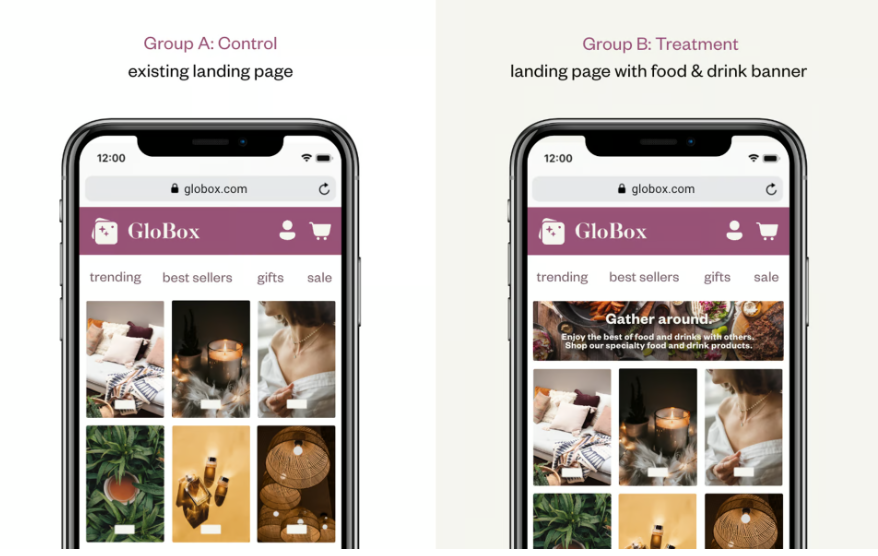 Group A: Control
existing landing page
12:00
globox.com
GloBox
trending best sellers gifts sale
Group B: Treatment
landing page with food & drink banner
12:00
globox.com
GloBox
trending best sellers gifts sale
Gather around.
Enjoy the best of food and drinks with others.
Shop our specialty food and drink products.